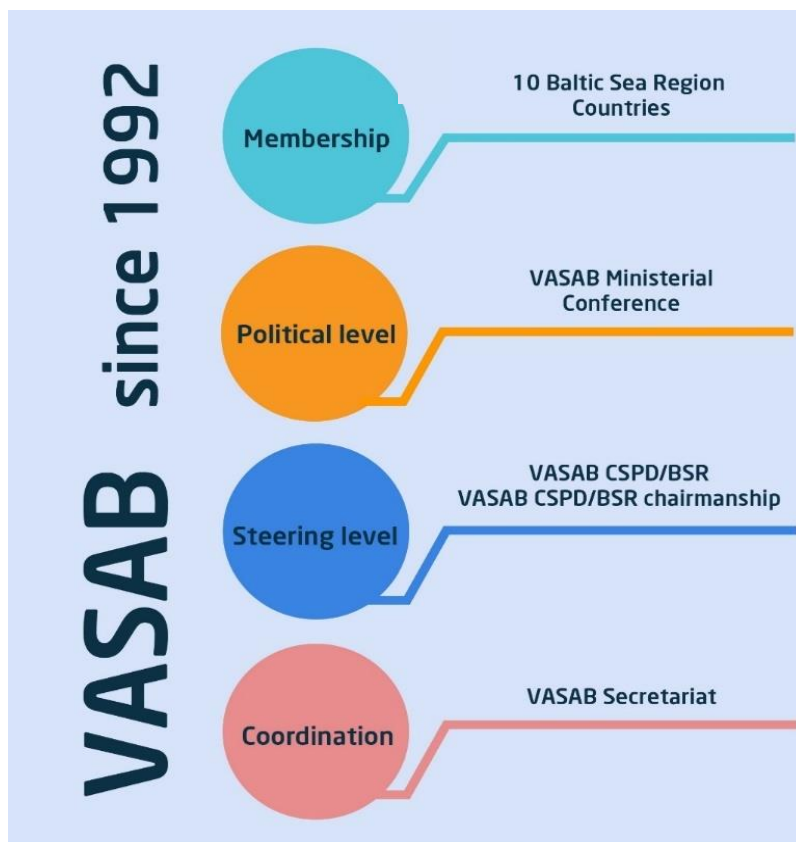 VASAB since 1992
Membership
10 Baltic Sea Region
Countries
Political level
VASAB Ministerial
Conference
Steering level
VASAB CSPD/BSR
VASAB CSPD/BSR chairmanship
Coordination
VASAB Secretariat